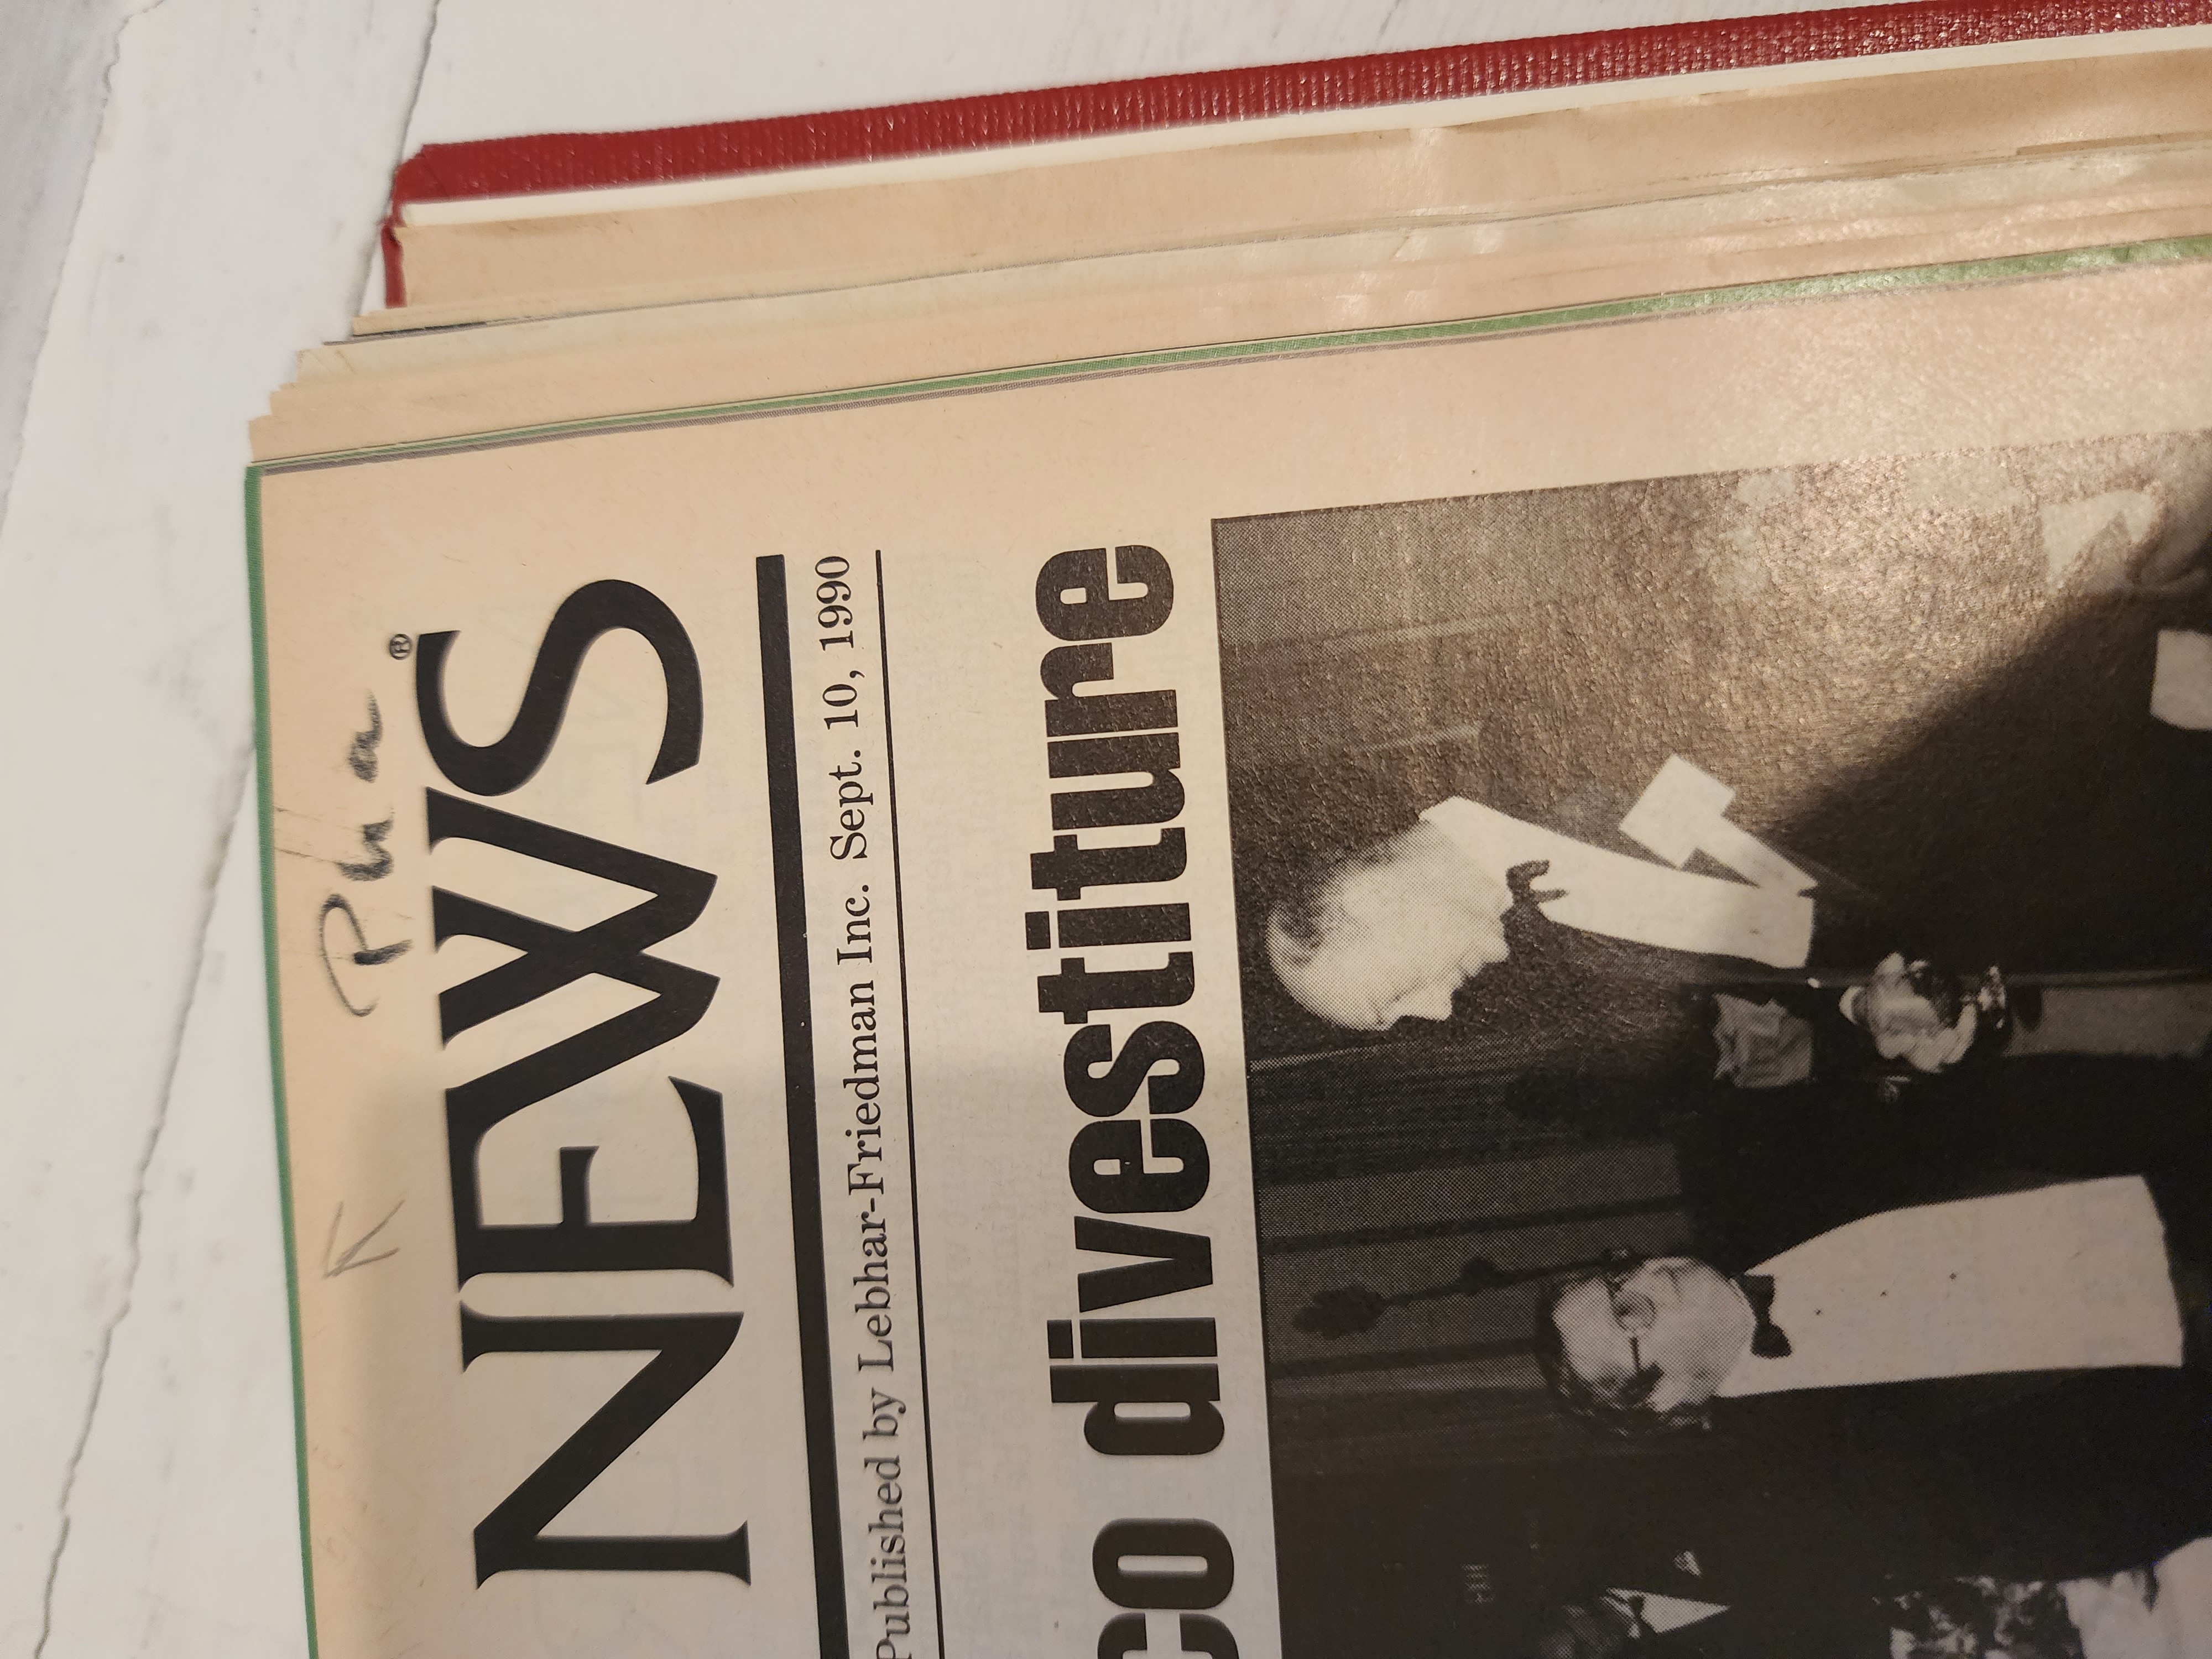 K Pha
NEWS®
Published by Lebhar-Friedman Inc. Sept. 10, 1990
co divestiture